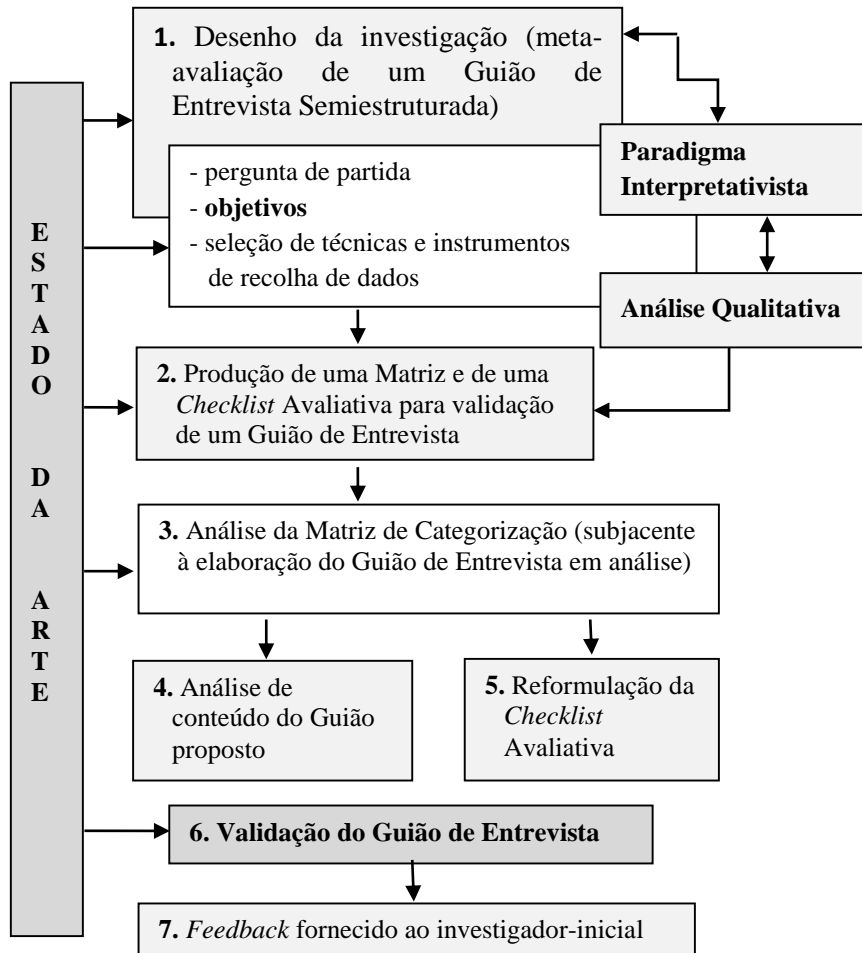 1. Desenho da investigação (meta-
avaliação de um Guião de
Entrevista Semiestruturada)
Paradigma
Interpretativista
- pergunta de partida
- objetivos
- seleção de técnicas e instrumentos
de recolha de dados
Análise Qualitativa
E
S
T
A
D
O
D
A
A
R
T
E
2. Produção de uma Matriz e de uma
Checklist Avaliativa para validação
de um Guião de Entrevista
3. Análise da Matriz de Categorização (subjacente
à elaboração do Guião de Entrevista em análise)
4. Análise de
conteúdo do Guião
proposto
5. Reformulação da
Checklist
Avaliativa
6. Validação do Guião de Entrevista
7. Feedback fornecido ao investigador-inicial